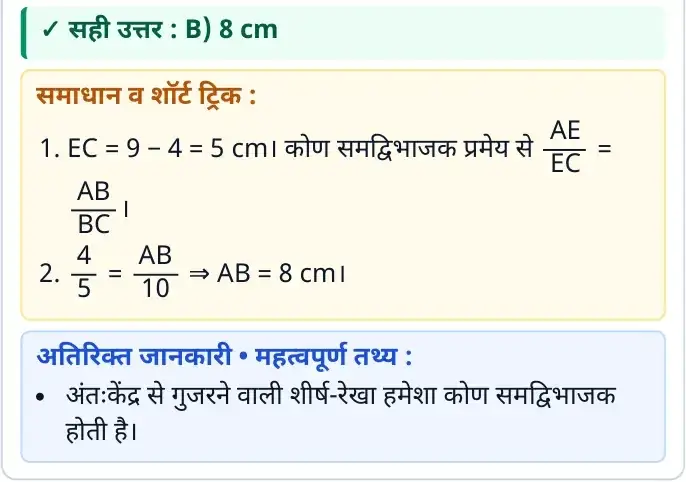 ✓ सही उत्तर : B) 8 cm
समाधान व शॉर्ट ट्रिक :
1. EC = 9 − 4 = 5 cm। कोण समद्विभाजक प्रमेय से AE/EC =
AB/BC ।
2. 4/5 = AB/10 ⇒ AB = 8 cm।
अतिरिक्त जानकारी • महत्वपूर्ण तथ्य :
• अंतःकेंद्र से गुजरने वाली शीर्ष-रेखा हमेशा कोण समद्विभाजक
होती है।